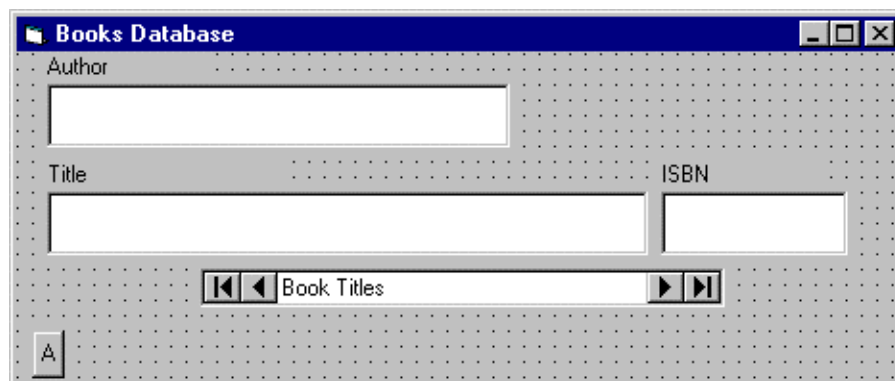 Books Database
Author
Title ISBN
Book Titles
A